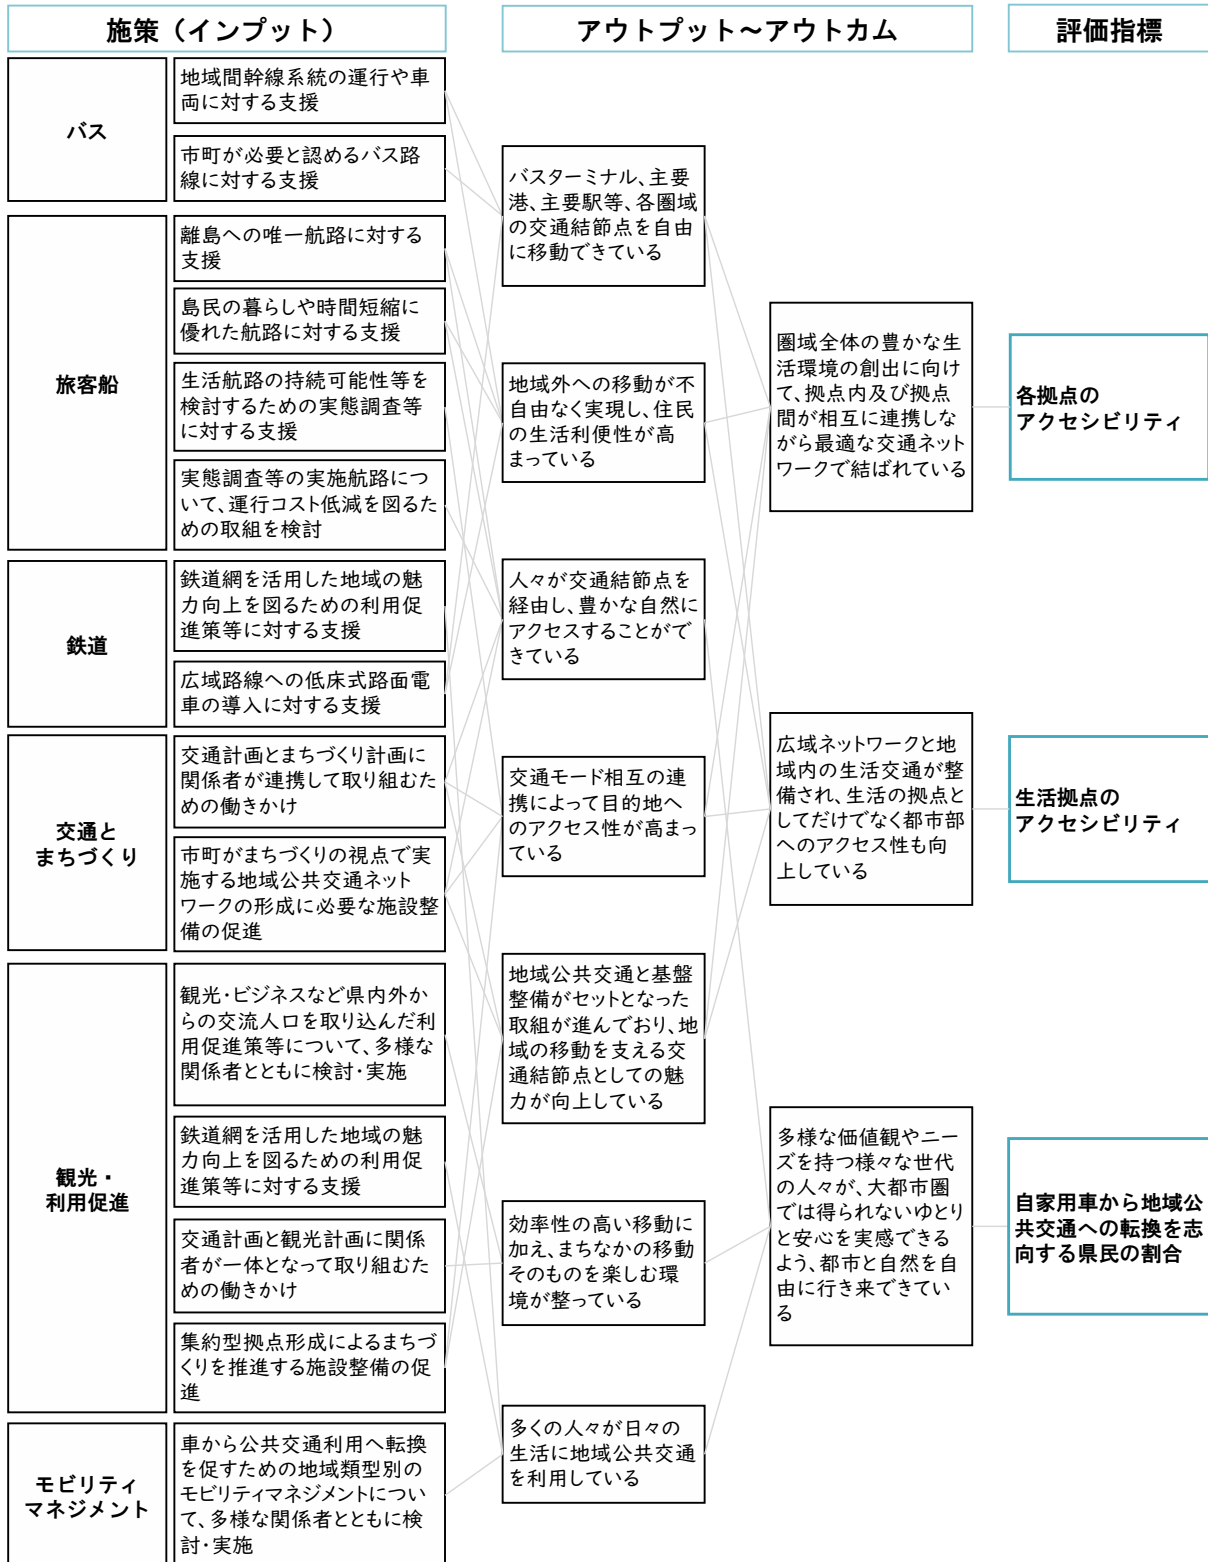 施策（インプット）
アウトプット～アウトカム
評価指標
バス
地域間幹線系統の運行や車
両に対する支援
市町が必要と認めるバス路
線に対する支援
旅客船
離島への唯一航路に対する
支援
島民の暮らしや時間短縮に
優れた航路に対する支援
生活航路の持続可能性等を
検討するための実態調査等
に対する支援
実態調査等の実施航路につ
いて、運行コスト低減を図るた
めの取組を検討
鉄道
鉄道網を活用した地域の魅
力向上を図るための利用促
進策等に対する支援
広域路線への低床式路面電
車の導入に対する支援
交通と
まちづくり
交通計画とまちづくり計画に
関係者が連携して取り組むた
めの働きかけ
市町がまちづくりの視点で実
施する地域公共交通ネット
ワークの形成に必要な施設整
備の促進
観光・
利用促進
観光・ビジネスなど県内外か
らの交流人口を取り込んだ利
用促進策等について、多様な
関係者とともに検討・実施
鉄道網を活用した地域の魅
力向上を図るための利用促
進策等に対する支援
交通計画と観光計画に関係
者が一体となって取り組むた
めの働きかけ
集約型拠点形成によるまちづ
くりを推進する施設整備の促
進
モビリティ
マネジメント
車から公共交通利用へ転換
を促すための地域類型別の
モビリティマネジメントについ
て、多様な関係者とともに検
討・実施
バスターミナル、主要
港、主要駅等、各圏域
の交通結節点を自由
に移動できている
地域外への移動が不
自由なく実現し、住民
の生活利便性が高
まっている
人々が交通結節点を
経由し、豊かな自然に
アクセスすることがで
きている
交通モード相互の連
携によって目的地へ
のアクセス性が高まっ
ている
地域公共交通と基盤
整備がセットとなった
取組が進んでおり、地
域の移動を支える交
通結節点としての魅
力が向上している
効率性の高い移動に
加え、まちなかの移動
そのものを楽しむ環
境が整っている
多くの人々が日々の
生活に地域公共交通
を利用している
圏域全体の豊かな生
活環境の創出に向け
て、拠点内及び拠点
間が相互に連携しな
がら最適な交通ネット
ワークで結ばれている
広域ネットワークと地
域内の生活交通が整
備され、生活の拠点と
してだけでなく都市部
へのアクセス性も向
上している
多様な価値観やニー
ズを持つ様々な世代
の人々が、大都市圏
では得られないゆとり
と安心を実感できる
よう、都市と自然を自
由に行き来できてい
る
各拠点の
アクセシビリティ
生活拠点の
アクセシビリティ
自家用車から地域公
共交通への転換を志
向する県民の割合